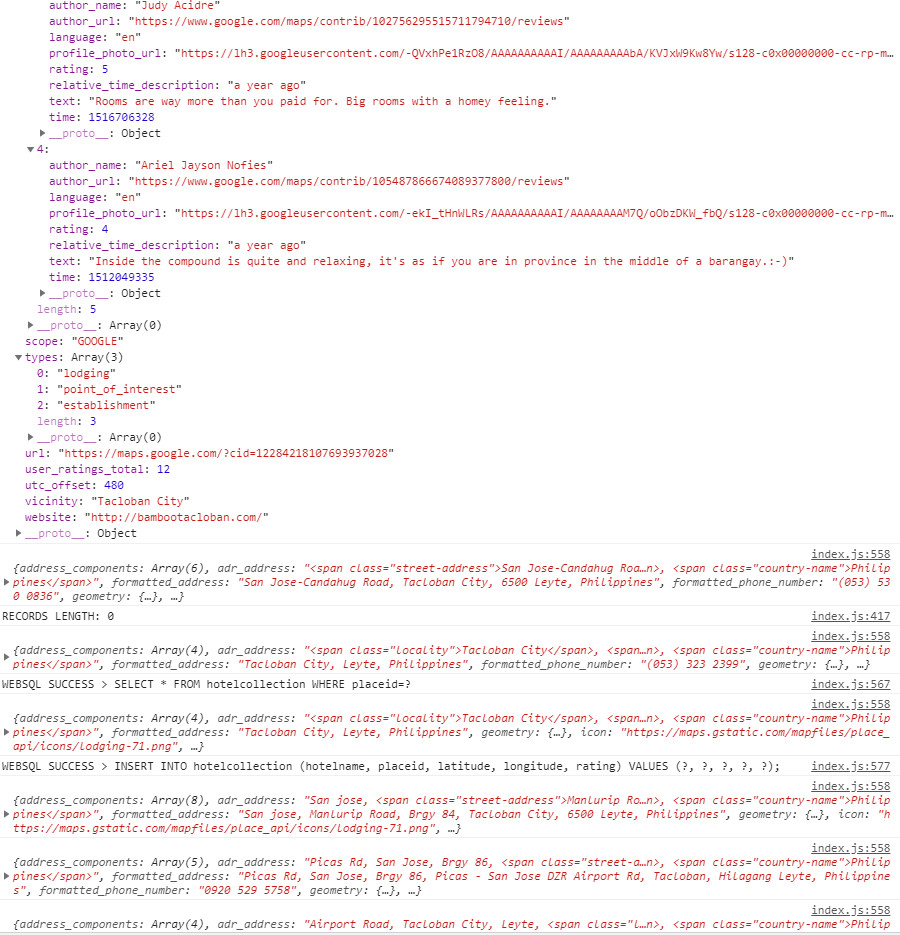 author_name: "Judy Acidre"
author_url: "https://www.google.com/maps/contrib/102756295515711794710/reviews"
language: "en"
profile_photo_url: "https://lh3.googleusercontent.com/-QVxhPe1RzO8/AAAAAAAAAAI/AAAAAAAAAbA/KVJxW9Kw8Yw/s128-c0x00000000-cc-rp-m…
rating: 5
relative_time_description: "a year ago"
text: "Rooms are way more than you paid for. Big rooms with a homey feeling."
time: 1516706328
▶__proto__: Object
▼4:
author_name: "Ariel Jayson Nofies"
author_url: "https://www.google.com/maps/contrib/105487866674089377800/reviews"
language: "en"
profile_photo_url: "https://lh3.googleusercontent.com/-ekI_tHnWLRs/AAAAAAAAAAI/AAAAAAAAM7Q/oObzDKW_fbQ/s128-c0x00000000-cc-rp-m…
rating: 4
relative_time_description: "a year ago"
text: "Inside the compound is quite and relaxing, it's as if you are in province in the middle of a barangay.:-)"
time: 1512049335
▶__proto__: Object
length: 5
▶__proto__: Array(0)
scope: "GOOGLE"
▼types: Array(3)
0: "lodging"
1: "point_of_interest"
2: "establishment"
length: 3
▶__proto__: Array(0)
url: "https://maps.google.com/?cid=12284218107693937028"
user_ratings_total: 12
utc_offset: 480
vicinity: "Tacloban City"
website: "http://bambootacloban.com/"
▶__proto__: Object
index.js:558
{address_components: Array(6), adr_address: "<span class="street-address">San Jose-Candahug Roa…n>, <span class="country-name">Philip
▶pines</span>", formatted_address: "San Jose-Candahug Road, Tacloban City, 6500 Leyte, Philippines", formatted_phone_number: "(053) 53
0 0836", geometry: {…}, …}
RECORDS LENGTH: 0 index.js:417
index.js:558
{address_components: Array(4), adr_address: "<span class="locality">Tacloban City</span>, <span…n>, <span class="country-name">Philip
▶pines</span>", formatted_address: "Tacloban City, Leyte, Philippines", formatted_phone_number: "(053) 323 2399", geometry: {…}, …}
WEBSQL SUCCESS > SELECT * FROM hotelcollection WHERE placeid=? index.js:567
index.js:558
{address_components: Array(4), adr_address: "<span class="locality">Tacloban City</span>, <span…n>, <span class="country-name">Philip
▶pines</span>", formatted_address: "Tacloban City, Leyte, Philippines", geometry: {…}, icon: "https://maps.gstatic.com/mapfiles/place_
api/icons/lodging-71.png", …}
WEBSQL SUCCESS > INSERT INTO hotelcollection (hotelname, placeid, latitude, longitude, rating) VALUES (?, ?, ?, ?, ?); index.js:577
index.js:558
{address_components: Array(8), adr_address: "San jose, <span class="street-address">Manlurip Ro…n>, <span class="country-name">Philip
▶pines</span>", formatted_address: "San jose, Manlurip Road, Brgy 84, Tacloban City, 6500 Leyte, Philippines", geometry: {…}, icon: "h
ttps://maps.gstatic.com/mapfiles/place_api/icons/lodging-71.png", …}
index.js:558
{address_components: Array(5), adr_address: "Picas Rd, San Jose, Brgy 86, <span class="street-a…n>, <span class="country-name">Philip
▶pines</span>", formatted_address: "Picas Rd, San Jose, Brgy 86, Picas - San Jose DZR Airport Rd, Tacloban, Hilagang Leyte, Philippine
s", formatted_phone_number: "0920 529 5758", geometry: {…}, …}
index.js:558
{address_components: Array(4), adr_address: "Airport Road, Tacloban City, Leyte, <span class="l…n>, <span class="country-name">Philip